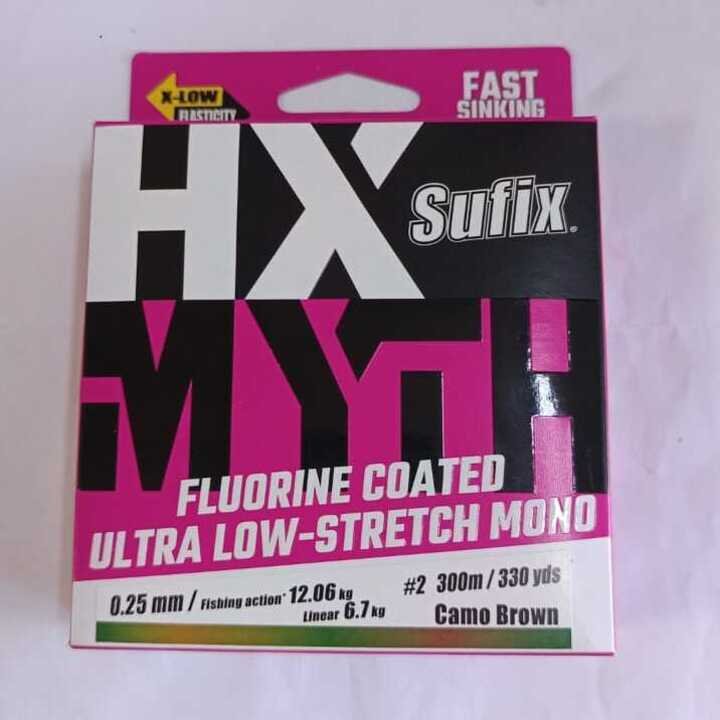 X-LOW
ELASTICITY
FAST
SINKING
HX
Sufix®
MYTH
FLUORINE COATED
ULTRA LOW-STRETCH MONO
0.25 mm / Fishing action* 12.06 kg
Linear 6.7 kg
#2 300m / 330 yds
Camo Brown